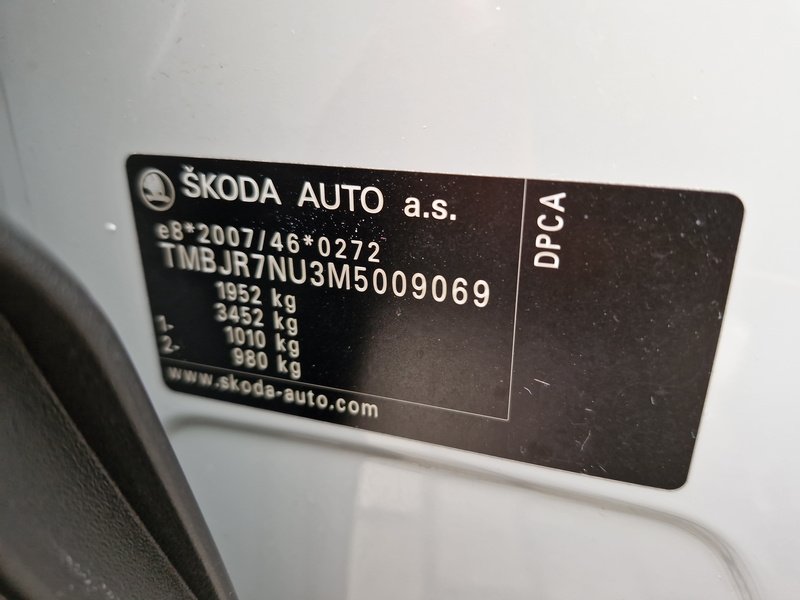 ŠKODA AUTO a.s.
e8*2007/46*0272
TMBJR7NU3M5009069
1952 kg
3452 kg
1- 1010 kg
2- 980 kg
www.skoda-auto.com
DPCA